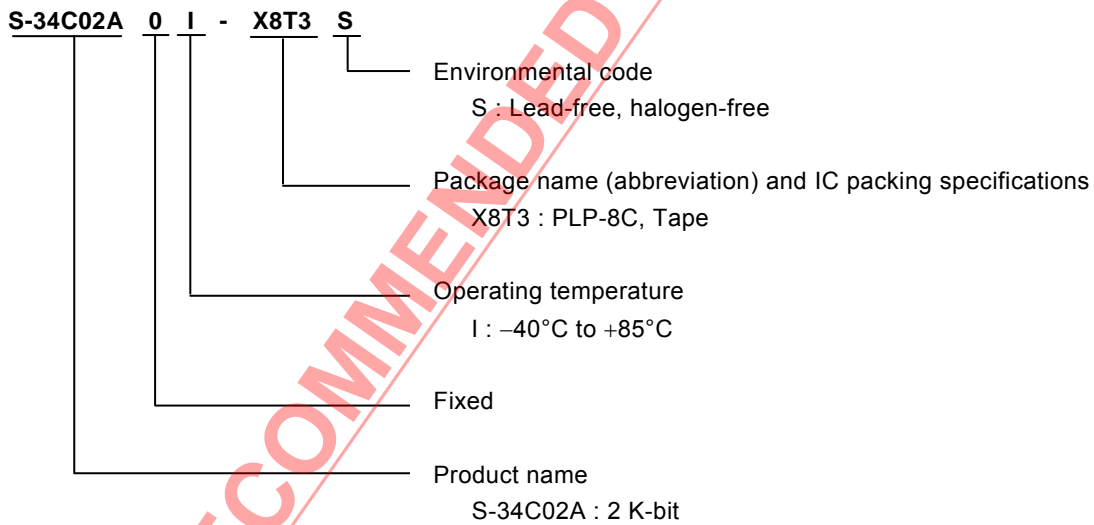 S-34C02A 0 I - X8T3 S
Environmental code
S : Lead-free, halogen-free
Package name (abbreviation) and IC packing specifications
X8T3 : PLP-8C, Tape
Operating temperature
I : −40°C to +85°C
Fixed
Product name
S-34C02A : 2 K-bit
ECOMMENDED